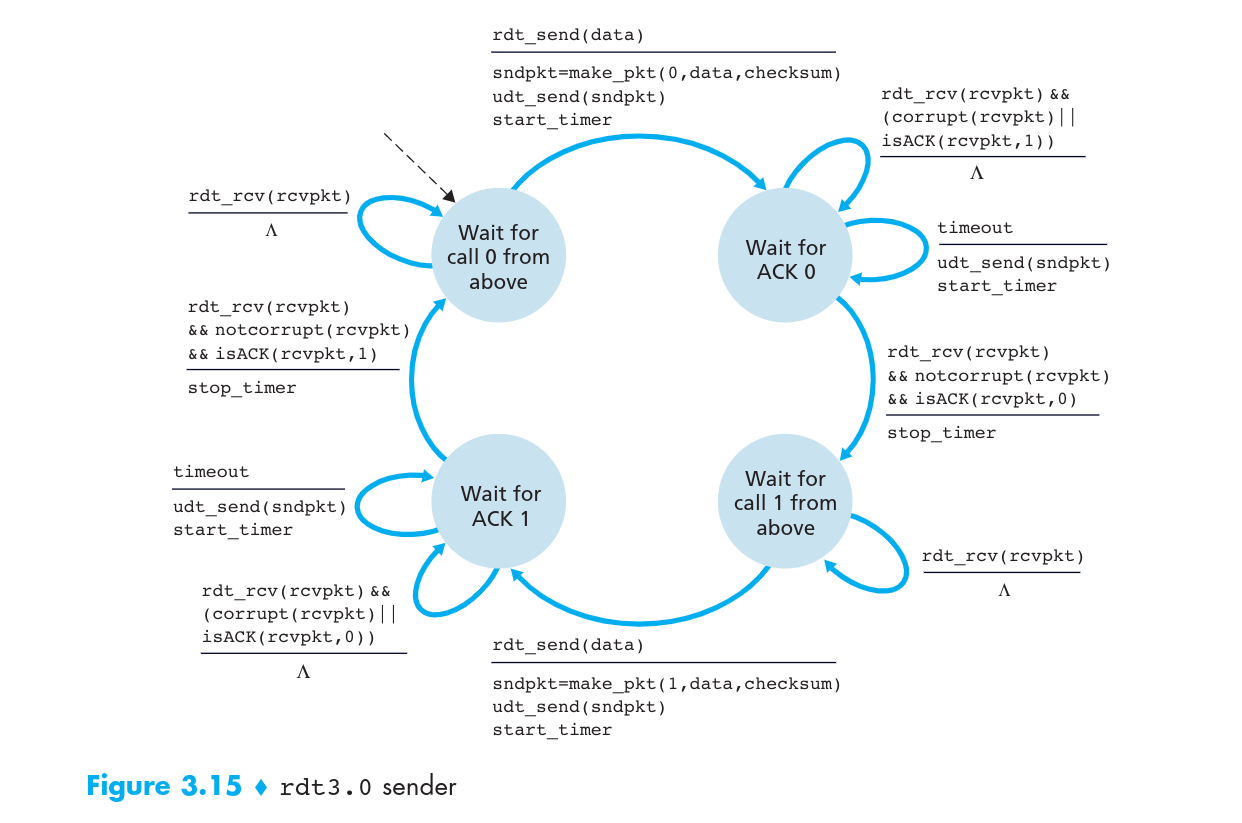 rdt_send(data)
sndpkt=make_pkt(0,data,checksum)
udt_send(sndpkt)
start_timer
rdt_rcv(rcvpkt) &&
(corrupt(rcvpkt)||
isACK(rcvpkt,1))
Λ
rdt_rcv(rcvpkt)
Λ
Wait for
call 0 from
above
Wait for
ACK 0
timeout
udt_send(sndpkt)
start_timer
rdt_rcv(rcvpkt)
&& notcorrupt(rcvpkt)
&& isACK(rcvpkt,1)
stop_timer
rdt_rcv(rcvpkt)
&& notcorrupt(rcvpkt)
&& isACK(rcvpkt,0)
stop_timer
timeout
udt_send(sndpkt)
start_timer
Wait for
ACK 1
Wait for
call 1 from
above
rdt_rcv(rcvpkt)
Λ
rdt_rcv(rcvpkt) &&
(corrupt(rcvpkt)||
isACK(rcvpkt,0))
Λ
rdt_send(data)
sndpkt=make_pkt(1,data,checksum)
udt_send(sndpkt)
start_timer
Figure 3.15 ♦ rdt3.0 sender